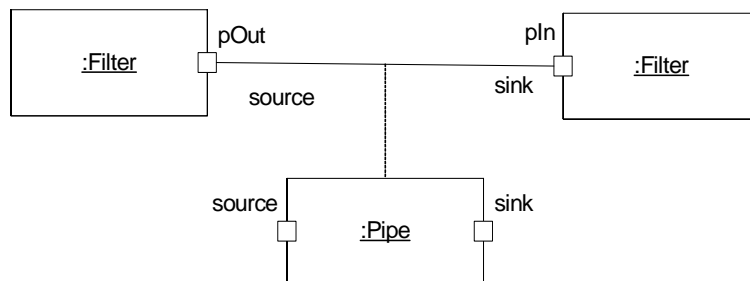 pOut
pIn
:Filter
:Filter
source
sink
source
sink
:Pipe